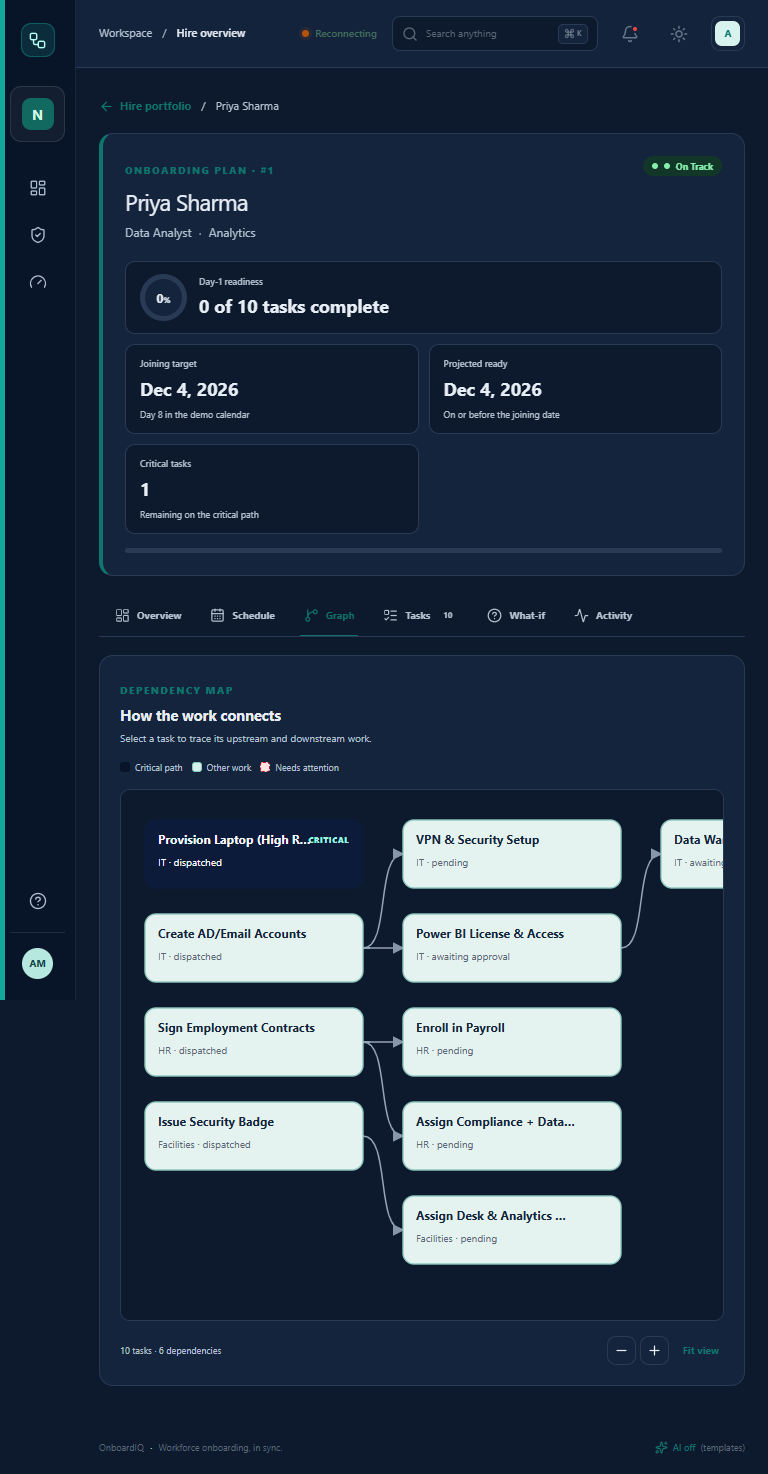 Workspace / Hire overview
Reconnecting
Search anything
⌘ K
A
N
Hire portfolio / Priya Sharma
ONBOARDING PLAN · #1
On Track
Priya Sharma
Data Analyst · Analytics
0%
Day-1 readiness
0 of 10 tasks complete
Joining target
Dec 4, 2026
Day 8 in the demo calendar
Projected ready
Dec 4, 2026
On or before the joining date
Critical tasks
1
Remaining on the critical path
Overview
Schedule
Graph
Tasks 10
What-if
Activity
DEPENDENCY MAP
How the work connects
Select a task to trace its upstream and downstream work.
Critical path
Other work
Needs attention
Provision Laptop (High R...
CRITICAL
IT · dispatched
VPN & Security Setup
IT · pending
Data Wa
IT · awaiting
Create AD/Email Accounts
IT · dispatched
Power BI License & Access
IT · awaiting approval
Sign Employment Contracts
HR · dispatched
Enroll in Payroll
HR · pending
Issue Security Badge
Facilities · dispatched
Assign Compliance + Data...
HR · pending
Assign Desk & Analytics ...
Facilities · pending
AM
10 tasks · 6 dependencies
Fit view
OnboardIQ · Workforce onboarding, in sync.
AI off (templates)